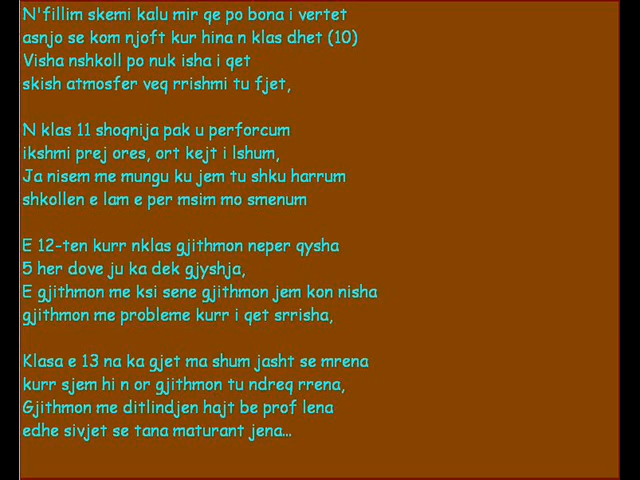 N'fillim skemi kalu mir qe po bona i vertet
asnjo se kom njoft kur hina n klas dhet (10)
Visha nshkoll po nuk isha i qet
skish atmosfer veq rrishmi tu fjet,
N klas 11 shoqnija pak u perforcum
ikshmi prej ores, ort kejt i lshum,
Ja nisem me mungu ku jem tu shku harrum
shkollen e lam e per msim mo smenum
E 12-ten kurr nklas gjithmon neper qysha
5 her dove ju ka dek gjyshja,
E gjithmon me ksi sene gjithmon jem kon nisha
gjithmon me probleme kurr i qet srrisha,
Klasa e 13 na ka gjet ma shum jasht se mrena
kurr sjem hi n or gjithmon tu ndreq rrena,
Gjithmon me ditlindjen hajt be prof lena
edhe sivjet se tana maturant jena...